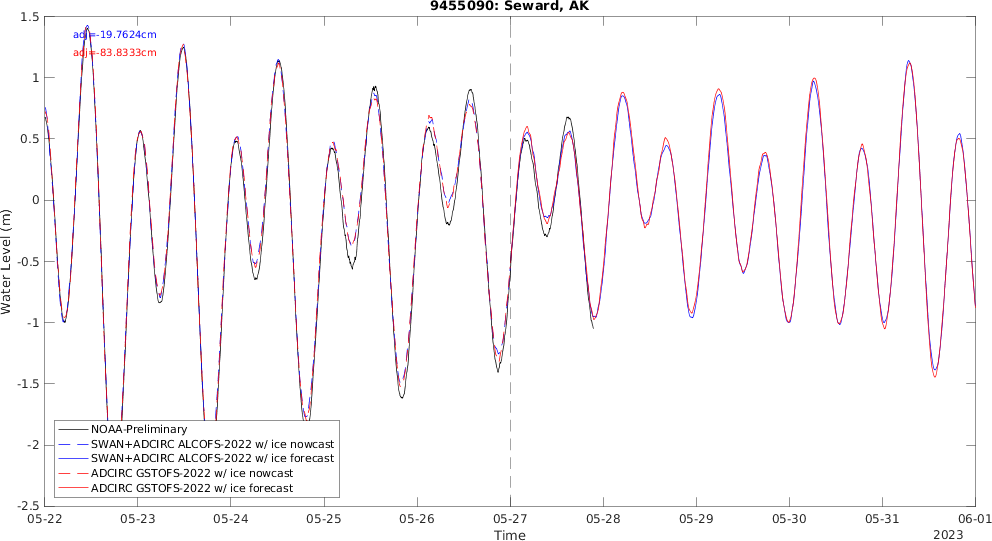 9455090: Seward, AK
adj=-19.7624cm
adj=-83.8333cm
1.5
1
0.5
0
-0.5
-1
-1.5
-2
-2.5
Water Level (m)
NOAA-Preliminary
SWAN+ADCIRC ALCOFS-2022 w/ ice nowcast
SWAN+ADCIRC ALCOFS-2022 w/ ice forecast
ADCIRC GSTOFS-2022 w/ ice nowcast
ADCIRC GSTOFS-2022 w/ ice forecast
05-22 05-23 05-24 05-25 05-26 05-27 05-28 05-29 05-30 05-31 06-01
Time
2023